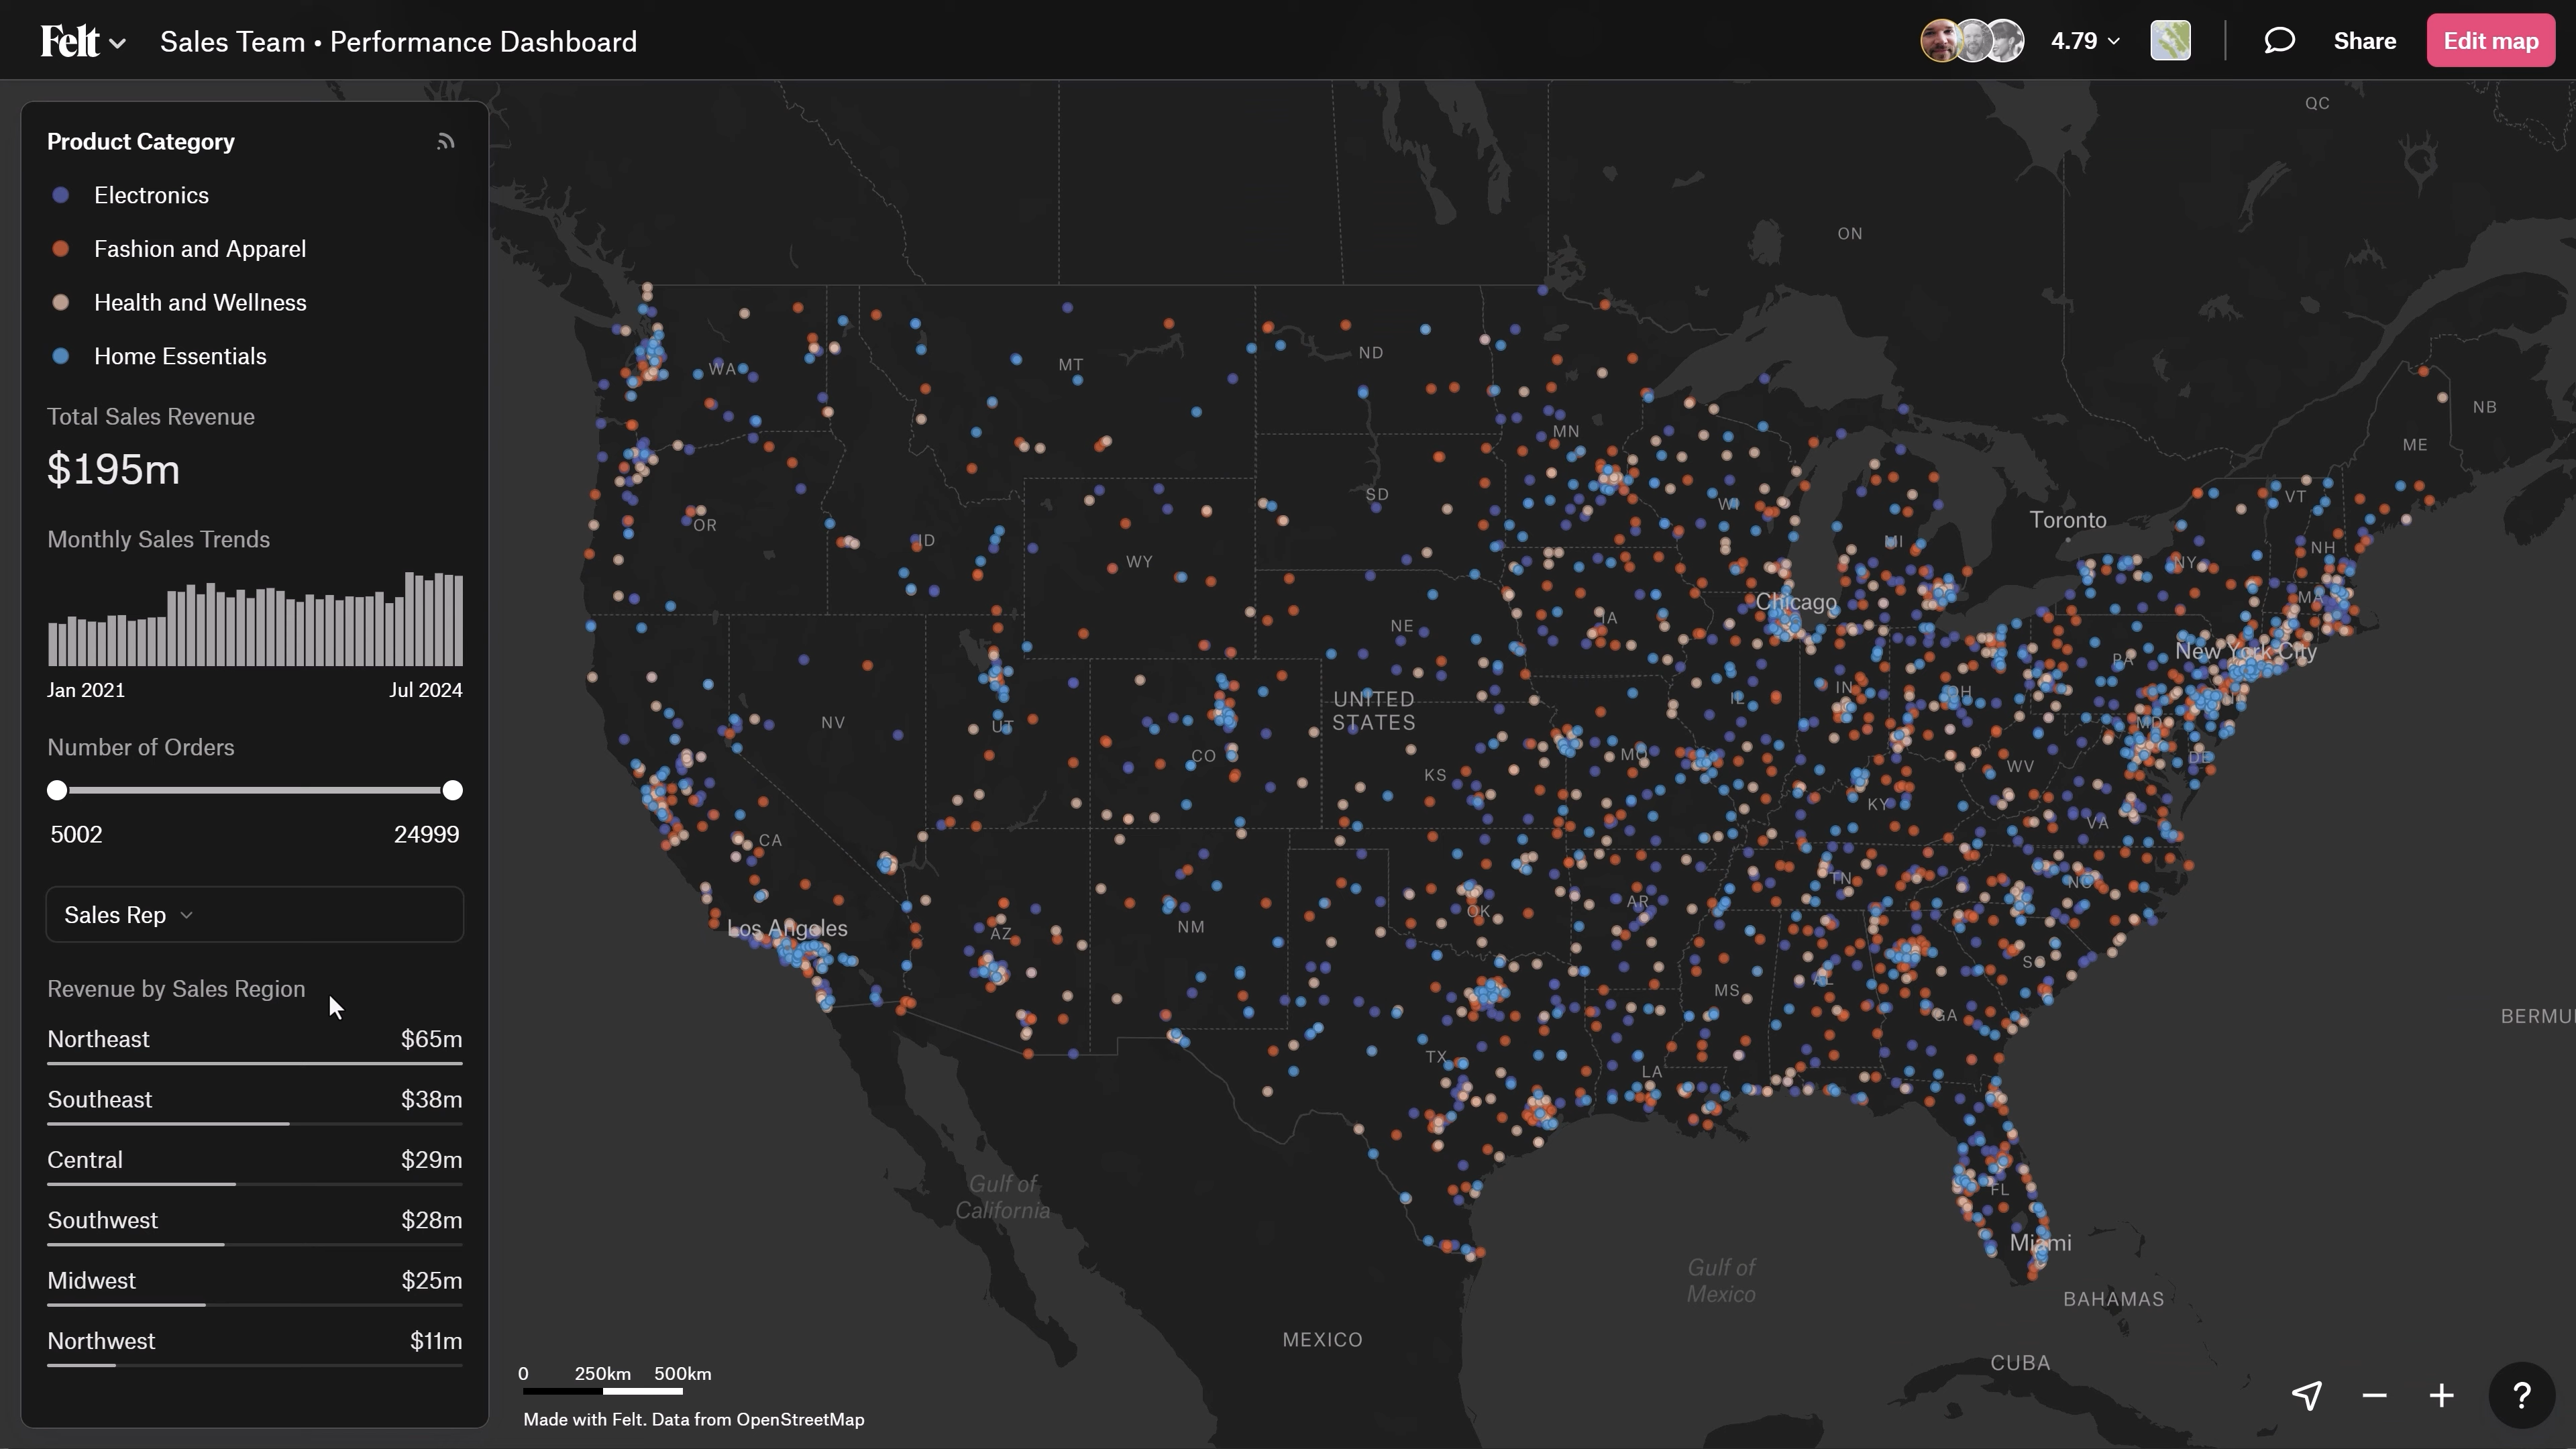 Felt
Sales Team • Performance Dashboard
4.79
Share
Edit map
Product Category
Electronics
Fashion and Apparel
Health and Wellness
Home Essentials
Total Sales Revenue
$195m
Monthly Sales Trends
Jan 2021
Jul 2024
Number of Orders
5002
24999
Sales Rep
Revenue by Sales Region
Northeast $65m
Southeast $38m
Central $29m
Southwest $28m
Midwest $25m
Northwest $11m
QC
ON
NB
ME
WA
MT
ND
MN
SD
OR
ID
WY
WI
MI
Toronto
VT
NH
NY
MA
Chicago
IA
NE
New York City
PA
UNITED
STATES
NV
UT
CO
IL
IN
OH
MD
DE
KS
MO
WV
KY
VA
CA
TN
NC
OK
AR
Los Angeles
AZ
NM
MS
AL
SC
GA
BERMU
TX
LA
FL
Gulf of
California
Miami
Gulf of
Mexico
BAHAMAS
MEXICO
CUBA
0 250km 500km
Made with Felt. Data from OpenStreetMap
?